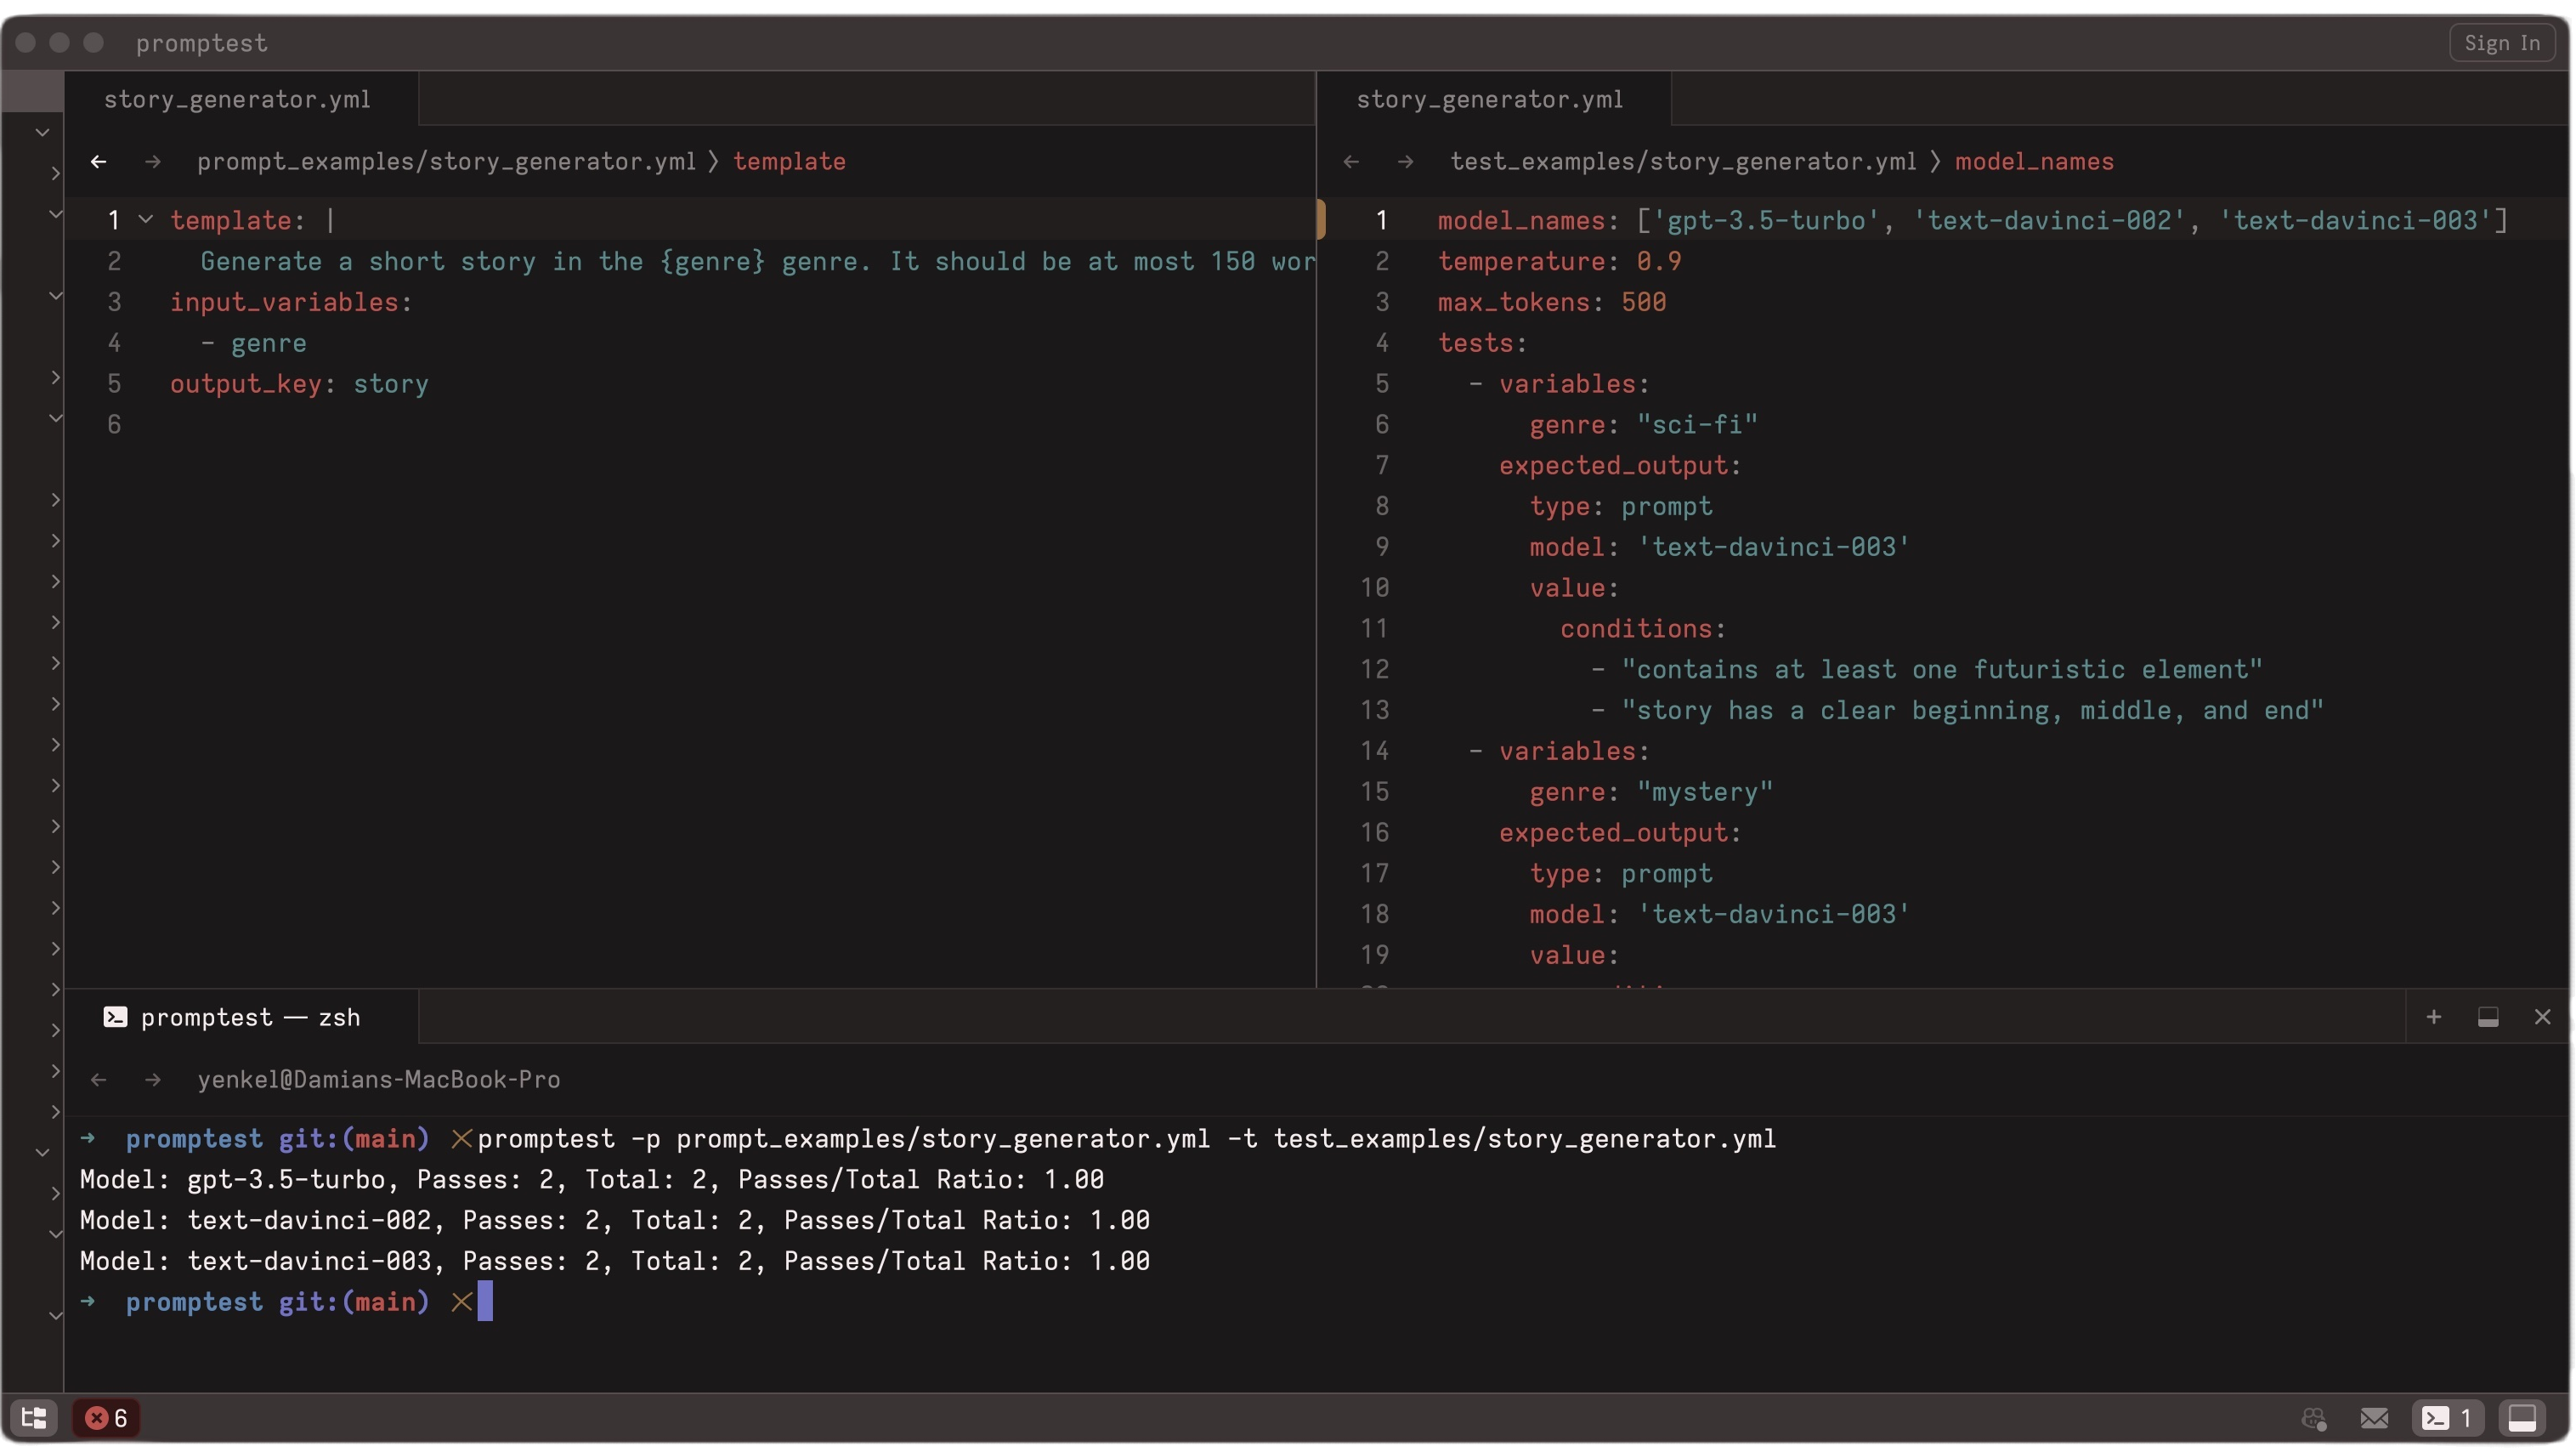 promptest
Sign In
story_generator.yml
prompt_examples/story_generator.yml 〉 template
1 template: |
2 Generate a short story in the {genre} genre. It should be at most 150 wor
3 input_variables:
4 - genre
5 output_key: story
6
story_generator.yml
test_examples/story_generator.yml 〉 model_names
1 model_names: ['gpt-3.5-turbo', 'text-davinci-002', 'text-davinci-003']
2 temperature: 0.9
3 max_tokens: 500
4 tests:
5 - variables:
6 genre: "sci-fi"
7 expected_output:
8 type: prompt
9 model: 'text-davinci-003'
10 value:
11 conditions:
12 - "contains at least one futuristic element"
13 - "story has a clear beginning, middle, and end"
14 - variables:
15 genre: "mystery"
16 expected_output:
17 type: prompt
18 model: 'text-davinci-003'
19 value:
promptest — zsh
yenkel@Damians-MacBook-Pro
➜ promptest git:(main) ✗ promptest -p prompt_examples/story_generator.yml -t test_examples/story_generator.yml
Model: gpt-3.5-turbo, Passes: 2, Total: 2, Passes/Total Ratio: 1.00
Model: text-davinci-002, Passes: 2, Total: 2, Passes/Total Ratio: 1.00
Model: text-davinci-003, Passes: 2, Total: 2, Passes/Total Ratio: 1.00
➜ promptest git:(main) ✗
6
1